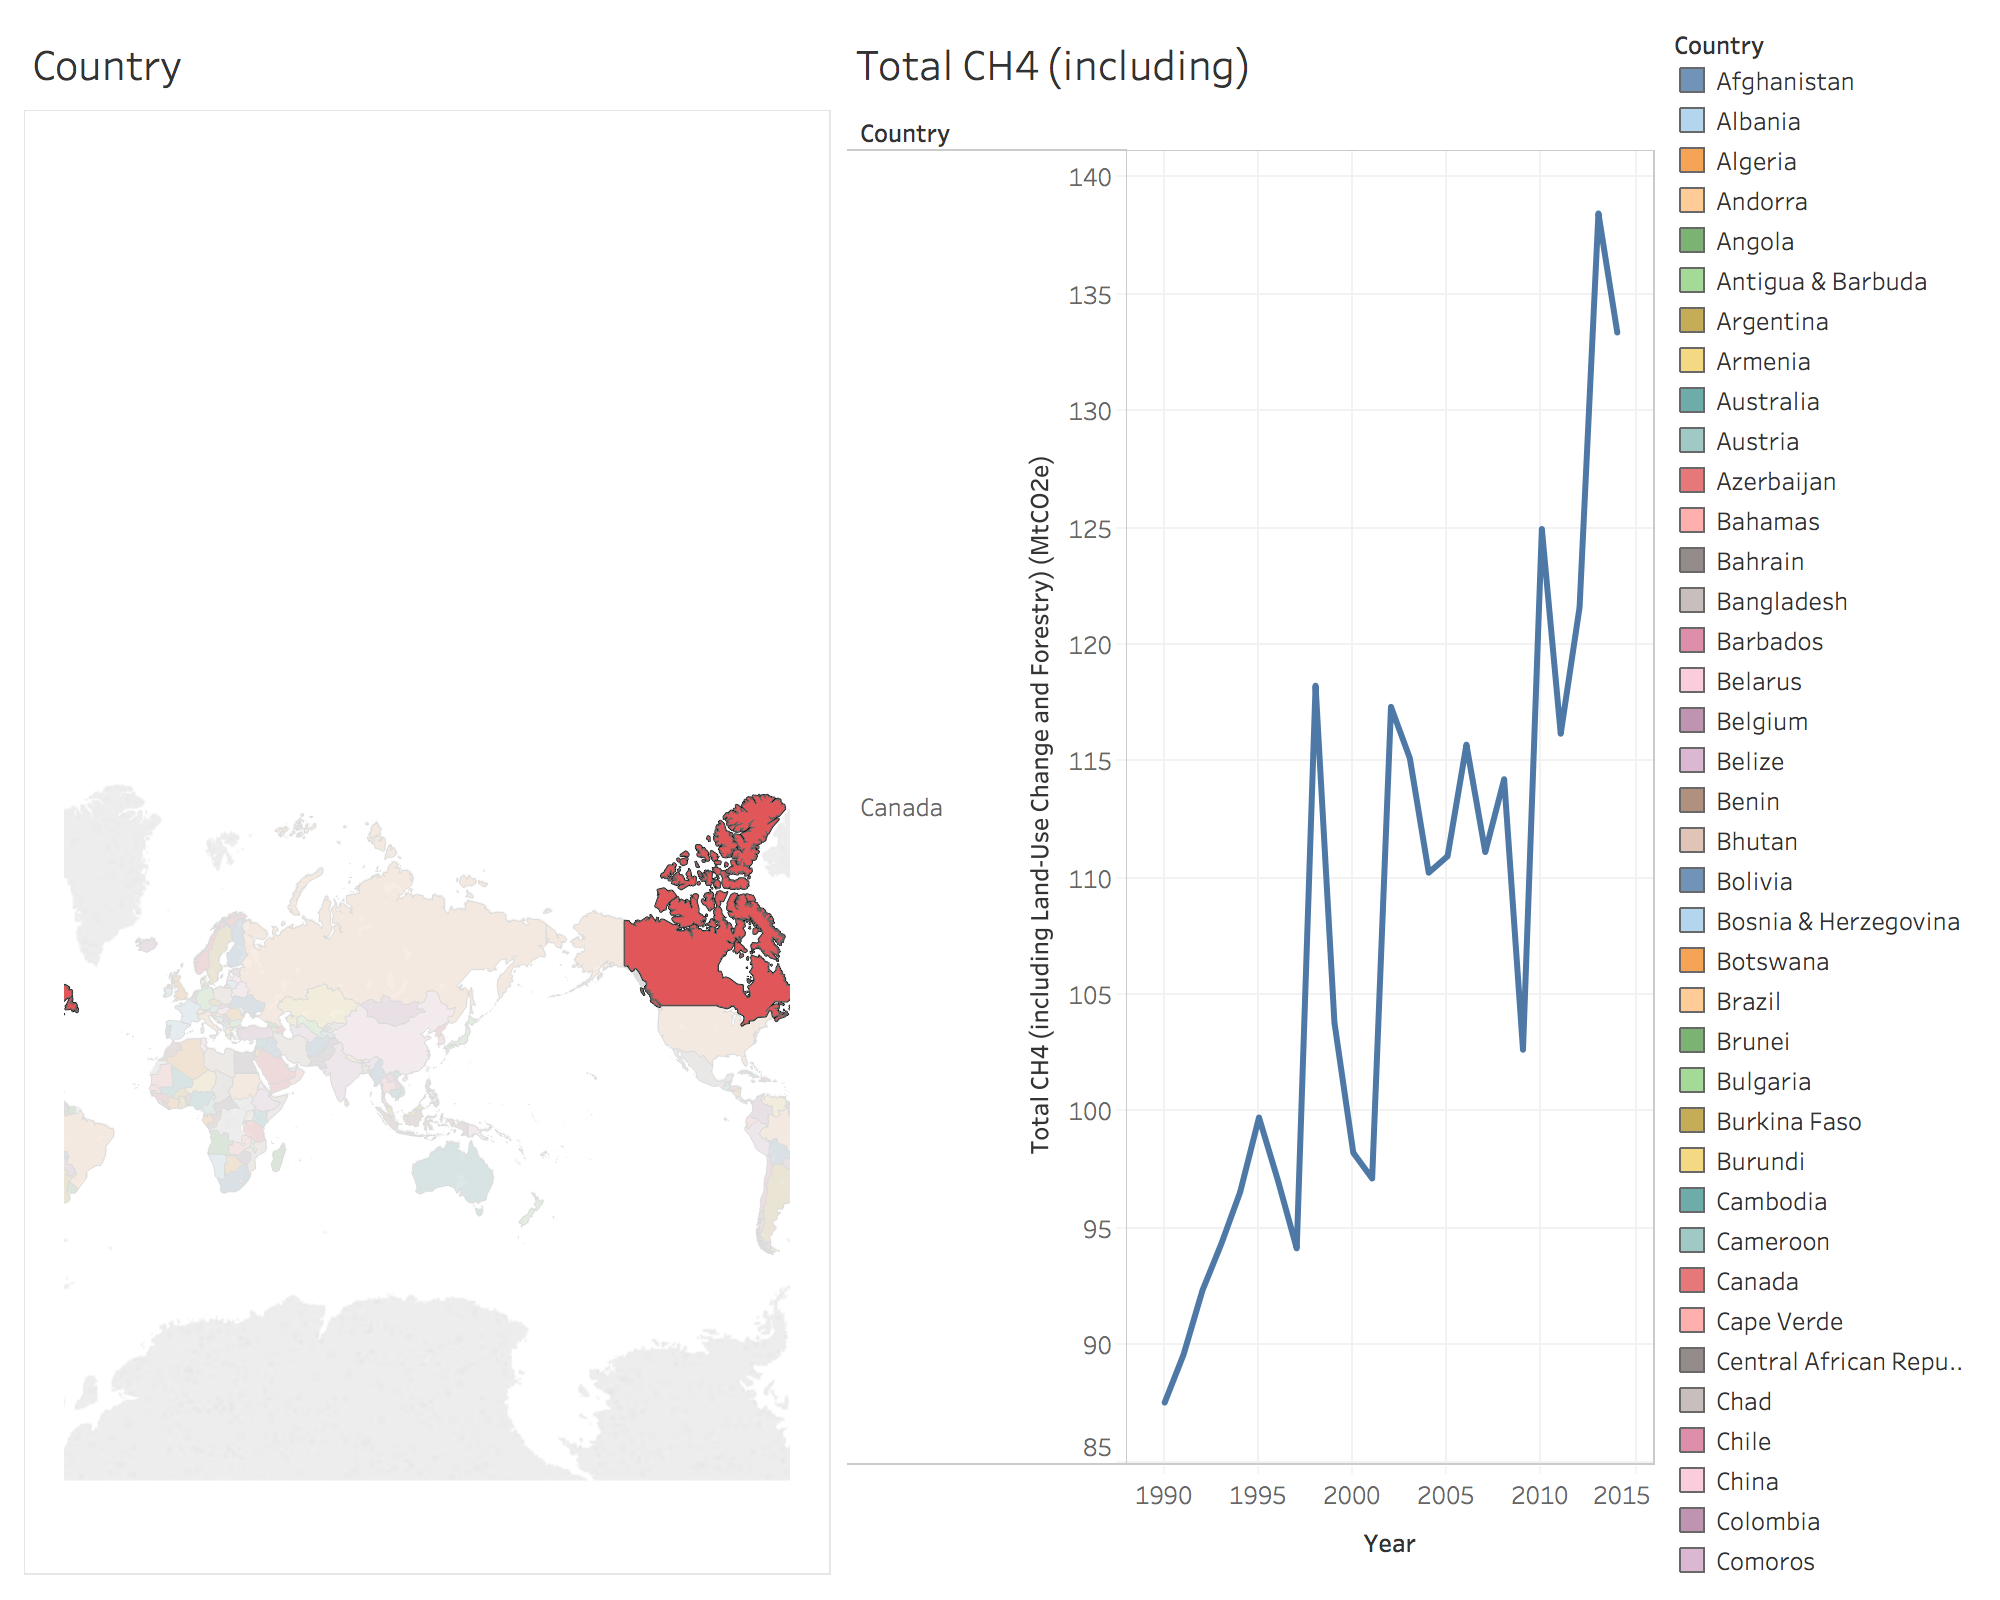 Country
Total CH4 (including)
Country
Canada
Total CH4 (including Land-Use Change and Forestry) (MtCO2e)
140
135
130
125
120
115
110
105
100
95
90
85
1990 1995 2000 2005 2010 2015
Year
Country
Afghanistan
Albania
Algeria
Andorra
Angola
Antigua & Barbuda
Argentina
Armenia
Australia
Austria
Azerbaijan
Bahamas
Bahrain
Bangladesh
Barbados
Belarus
Belgium
Belize
Benin
Bhutan
Bolivia
Bosnia & Herzegovina
Botswana
Brazil
Brunei
Bulgaria
Burkina Faso
Burundi
Cambodia
Cameroon
Canada
Cape Verde
Central African Repu..
Chad
Chile
China
Colombia
Comoros